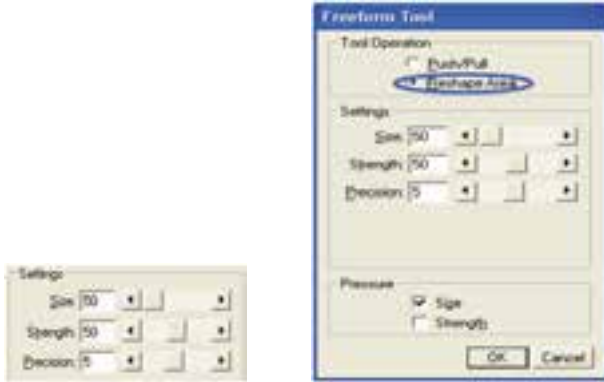 Settings
Size: 50
Strength: 50
Precision: 5
Freeform Tool
Tool Operation
Push/Pull
Reshape Area
Settings
Size: 50
Strength: 50
Precision: 5
Pressure
Size
Strength
OK Cancel